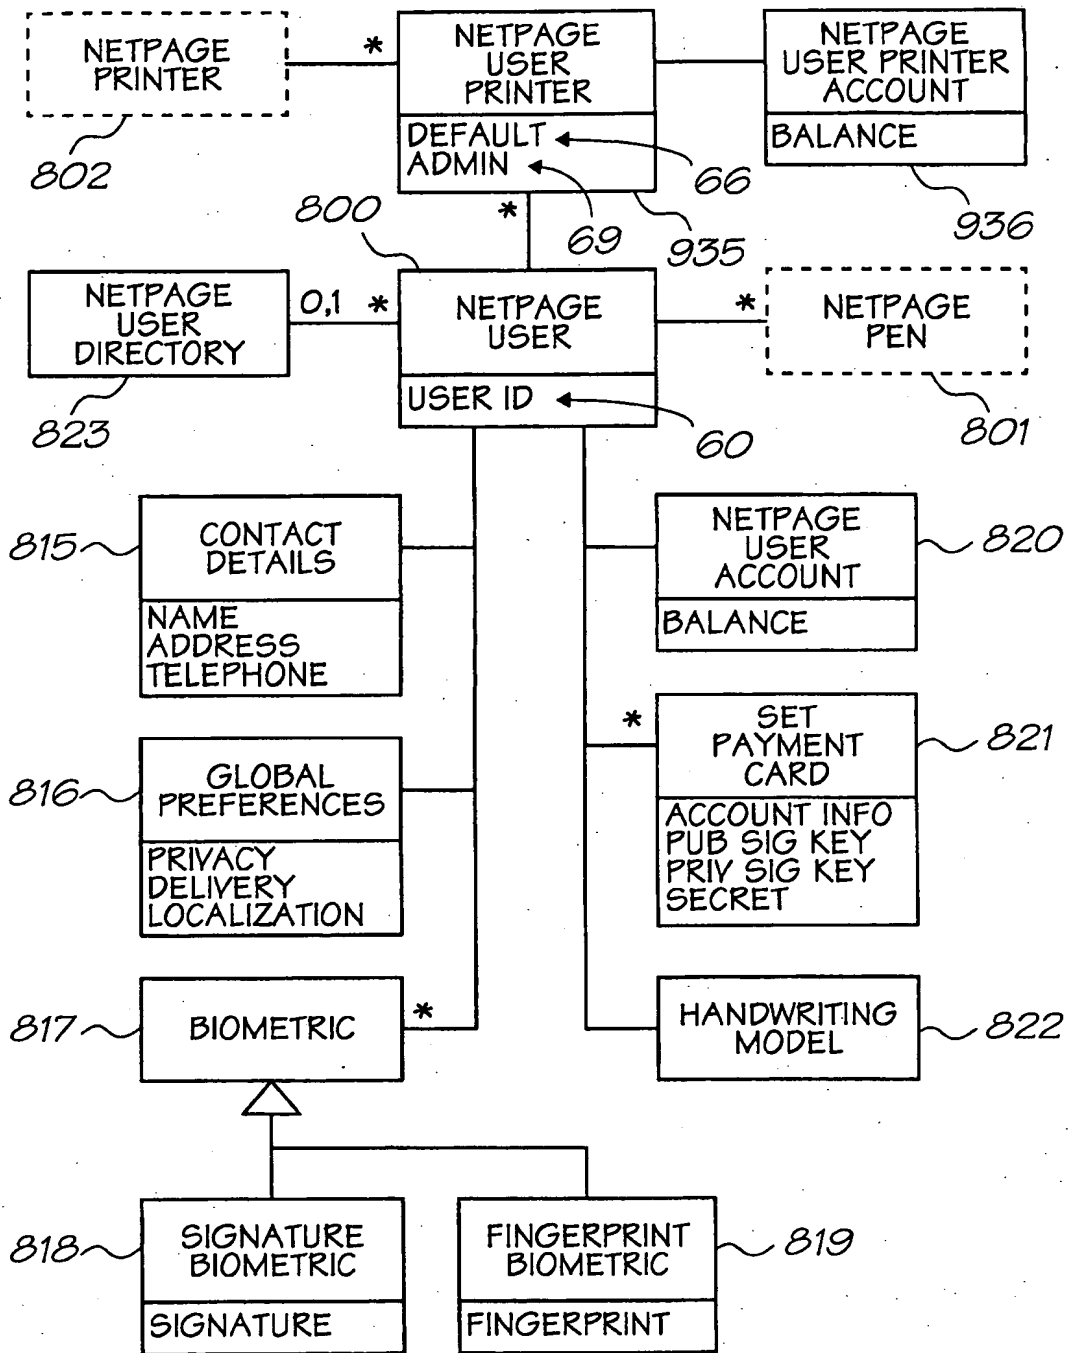 NETPAGE
PRINTER
802
*
NETPAGE
USER
PRINTER
DEFAULT
ADMIN
66
69
935
*
NETPAGE
USER PRINTER
ACCOUNT
BALANCE
936
800
NETPAGE
USER
DIRECTORY
823
0,1
*
NETPAGE
USER
USER ID
60
*
NETPAGE
PEN
801
815
CONTACT
DETAILS
NAME
ADDRESS
TELEPHONE
NETPAGE
USER
ACCOUNT
BALANCE
820
816
GLOBAL
PREFERENCES
PRIVACY
DELIVERY
LOCALIZATION
*
SET
PAYMENT
CARD
ACCOUNT INFO
PUB SIG KEY
PRIV SIG KEY
SECRET
821
817
BIOMETRIC
*
HANDWRITING
MODEL
822
818
SIGNATURE
BIOMETRIC
SIGNATURE
FINGERPRINT
BIOMETRIC
FINGERPRINT
819